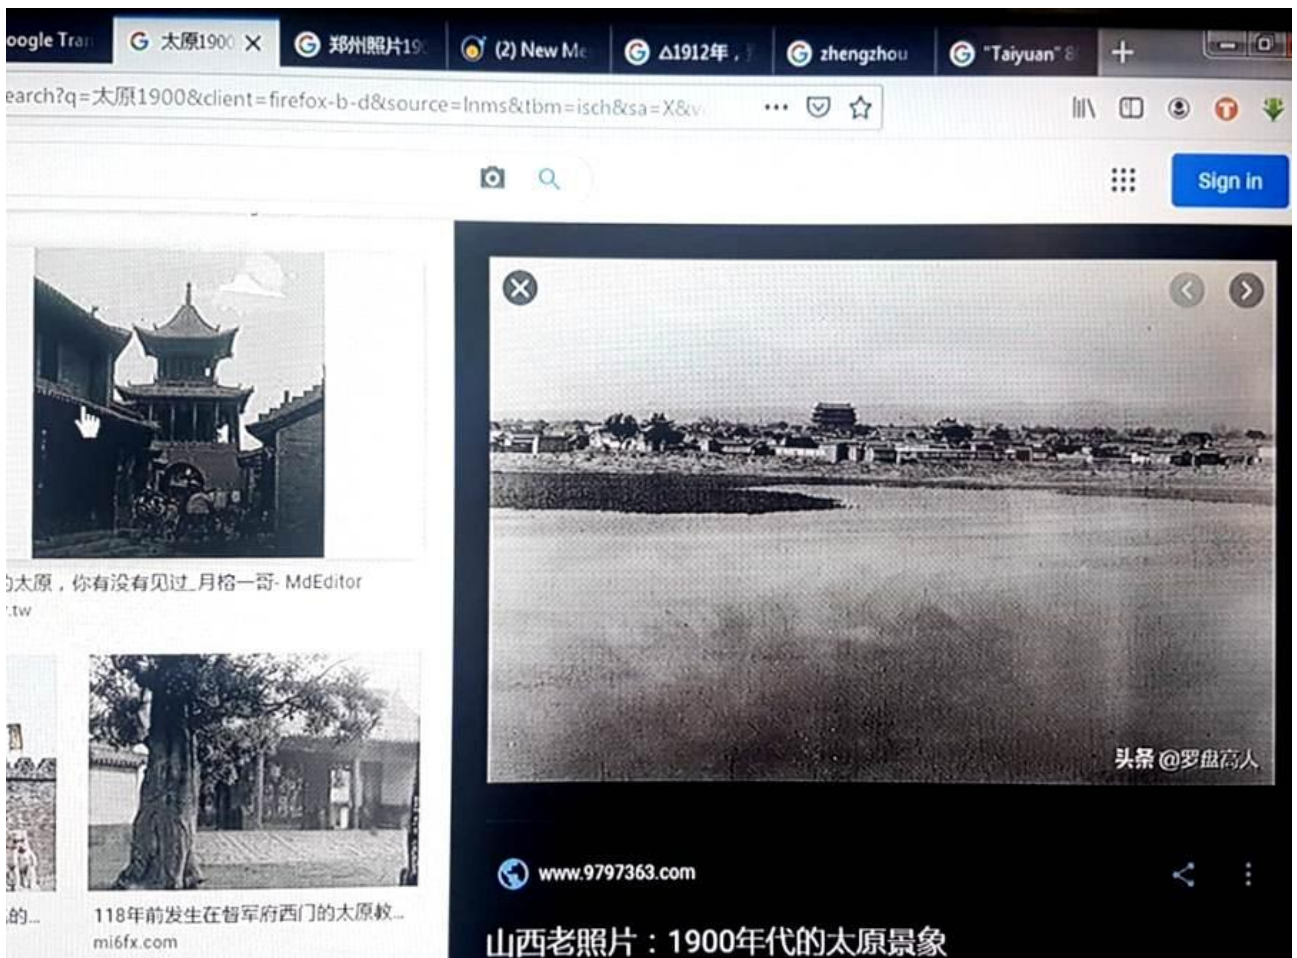 太原1900
郑州照片19
(2) New Me
Δ1912年，
zhengzhou
"Taiyuan" 8
earch?q=太原1900&client=firefox-b-d&source=lnms&tbm=isch&sa=X&v
Sign in
太原，你有没有见过_月榕一哥- MdEditor
.tw
头条 @罗盘高人
www.9797363.com
的...
118年前发生在督军府西门的太原教...
mi6fx.com
山西老照片：1900年代的太原景象